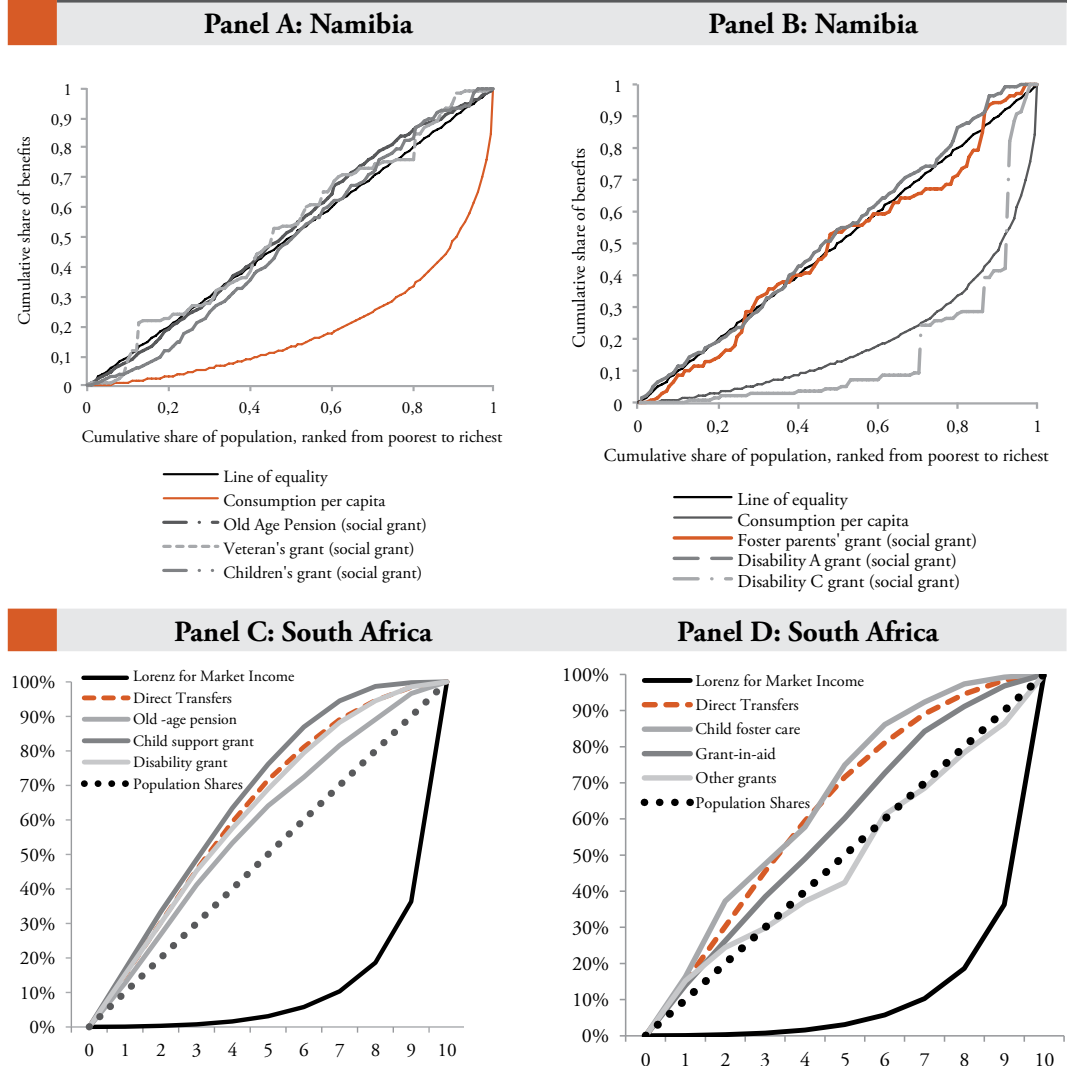 Panel A: Namibia
Cumulative share of benefits
1
0,9
0,8
0,7
0,6
0,5
0,4
0,3
0,2
0,1
0
0 0,2 0,4 0,6 0,8 1
Cumulative share of population, ranked from poorest to richest
Line of equality
Consumption per capita
Old Age Pension (social grant)
Veteran's grant (social grant)
Children's grant (social grant)
Panel B: Namibia
Cumulative share of benefits
1
0,9
0,8
0,7
0,6
0,5
0,4
0,3
0,2
0,1
0
0 0,2 0,4 0,6 0,8 1
Cumulative share of population, ranked from poorest to richest
Line of equality
Consumption per capita
Foster parents' grant (social grant)
Disability A grant (social grant)
Disability C grant (social grant)
Panel C: South Africa
Lorenz for Market Income
Direct Transfers
Old -age pension
Child support grant
Disability grant
Population Shares
100%
90%
80%
70%
60%
50%
40%
30%
20%
10%
0%
0 1 2 3 4 5 6 7 8 9 10
Panel D: South Africa
Lorenz for Market Income
Direct Transfers
Child foster care
Grant-in-aid
Other grants
Population Shares
100%
90%
80%
70%
60%
50%
40%
30%
20%
10%
0%
0 1 2 3 4 5 6 7 8 9 10